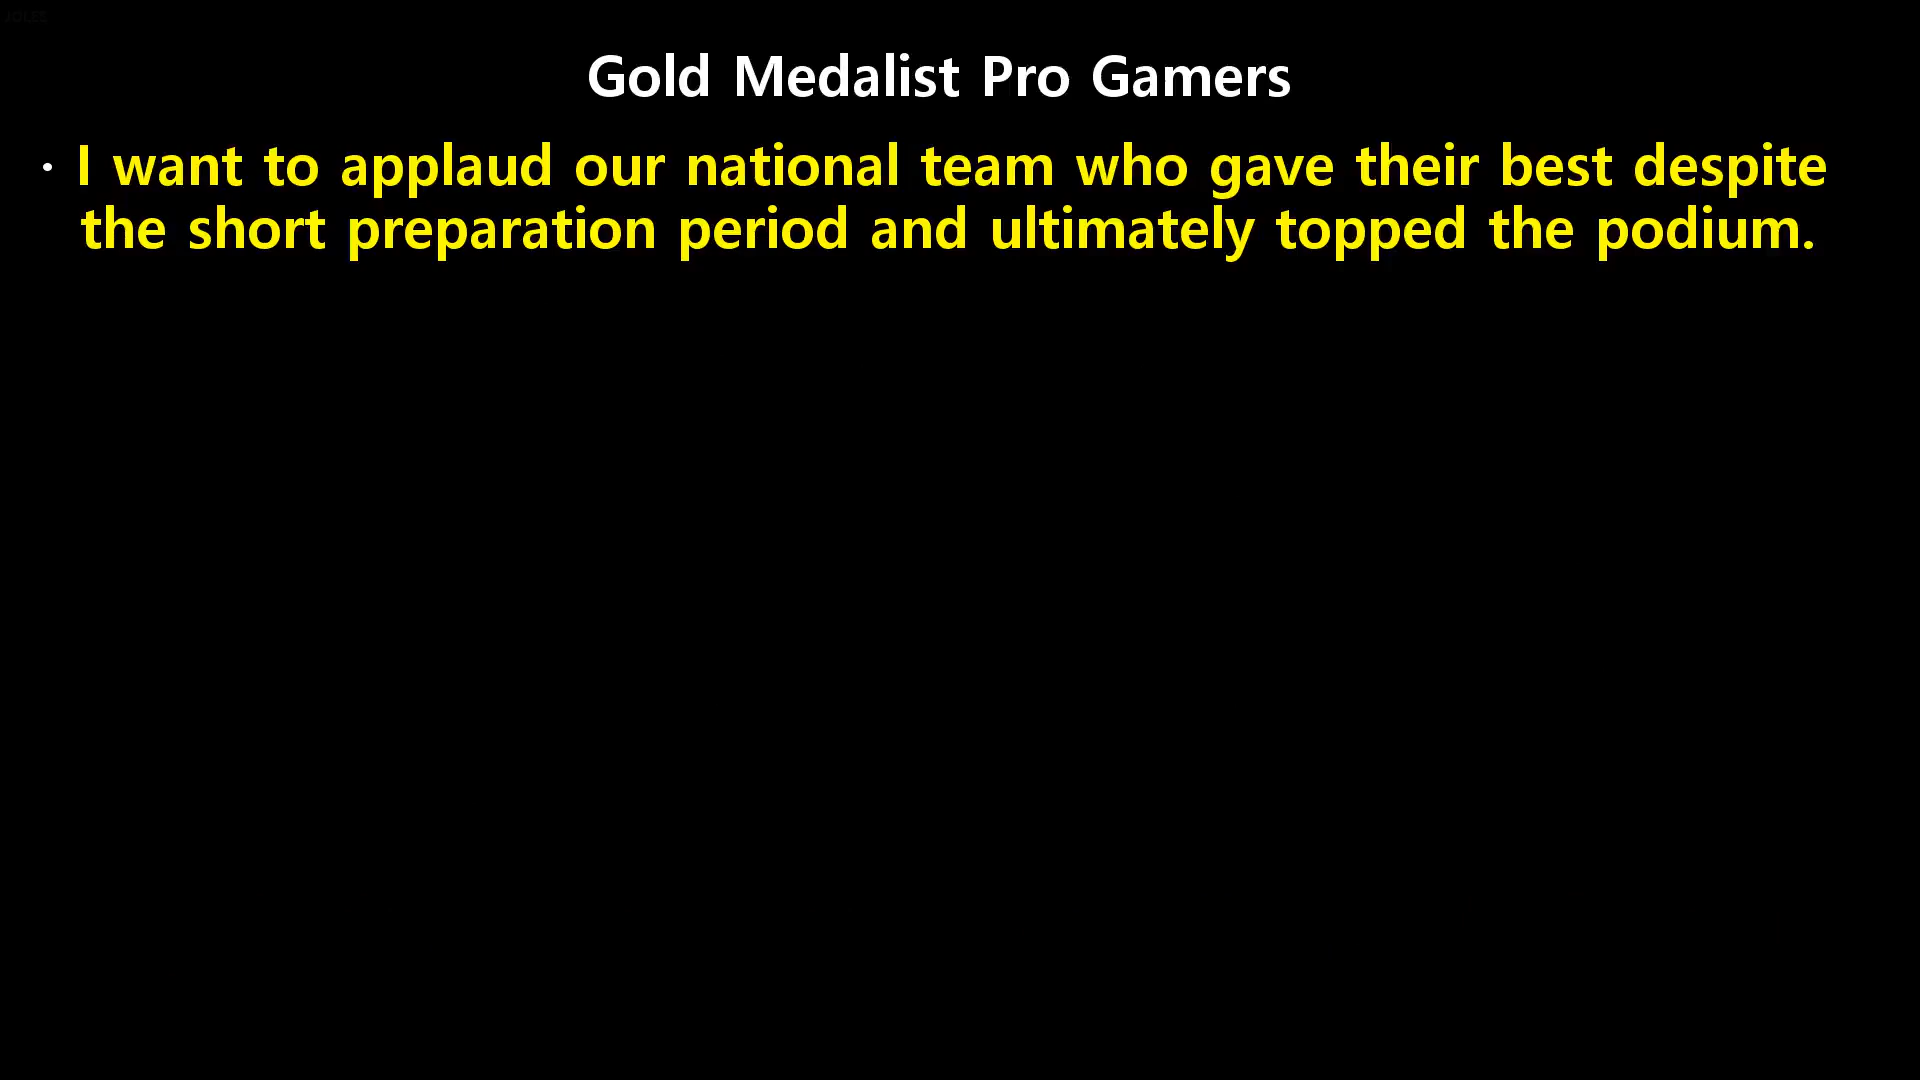 JOLEE
Gold Medalist Pro Gamers
• I want to applaud our national team who gave their best despite
the short preparation period and ultimately topped the podium.